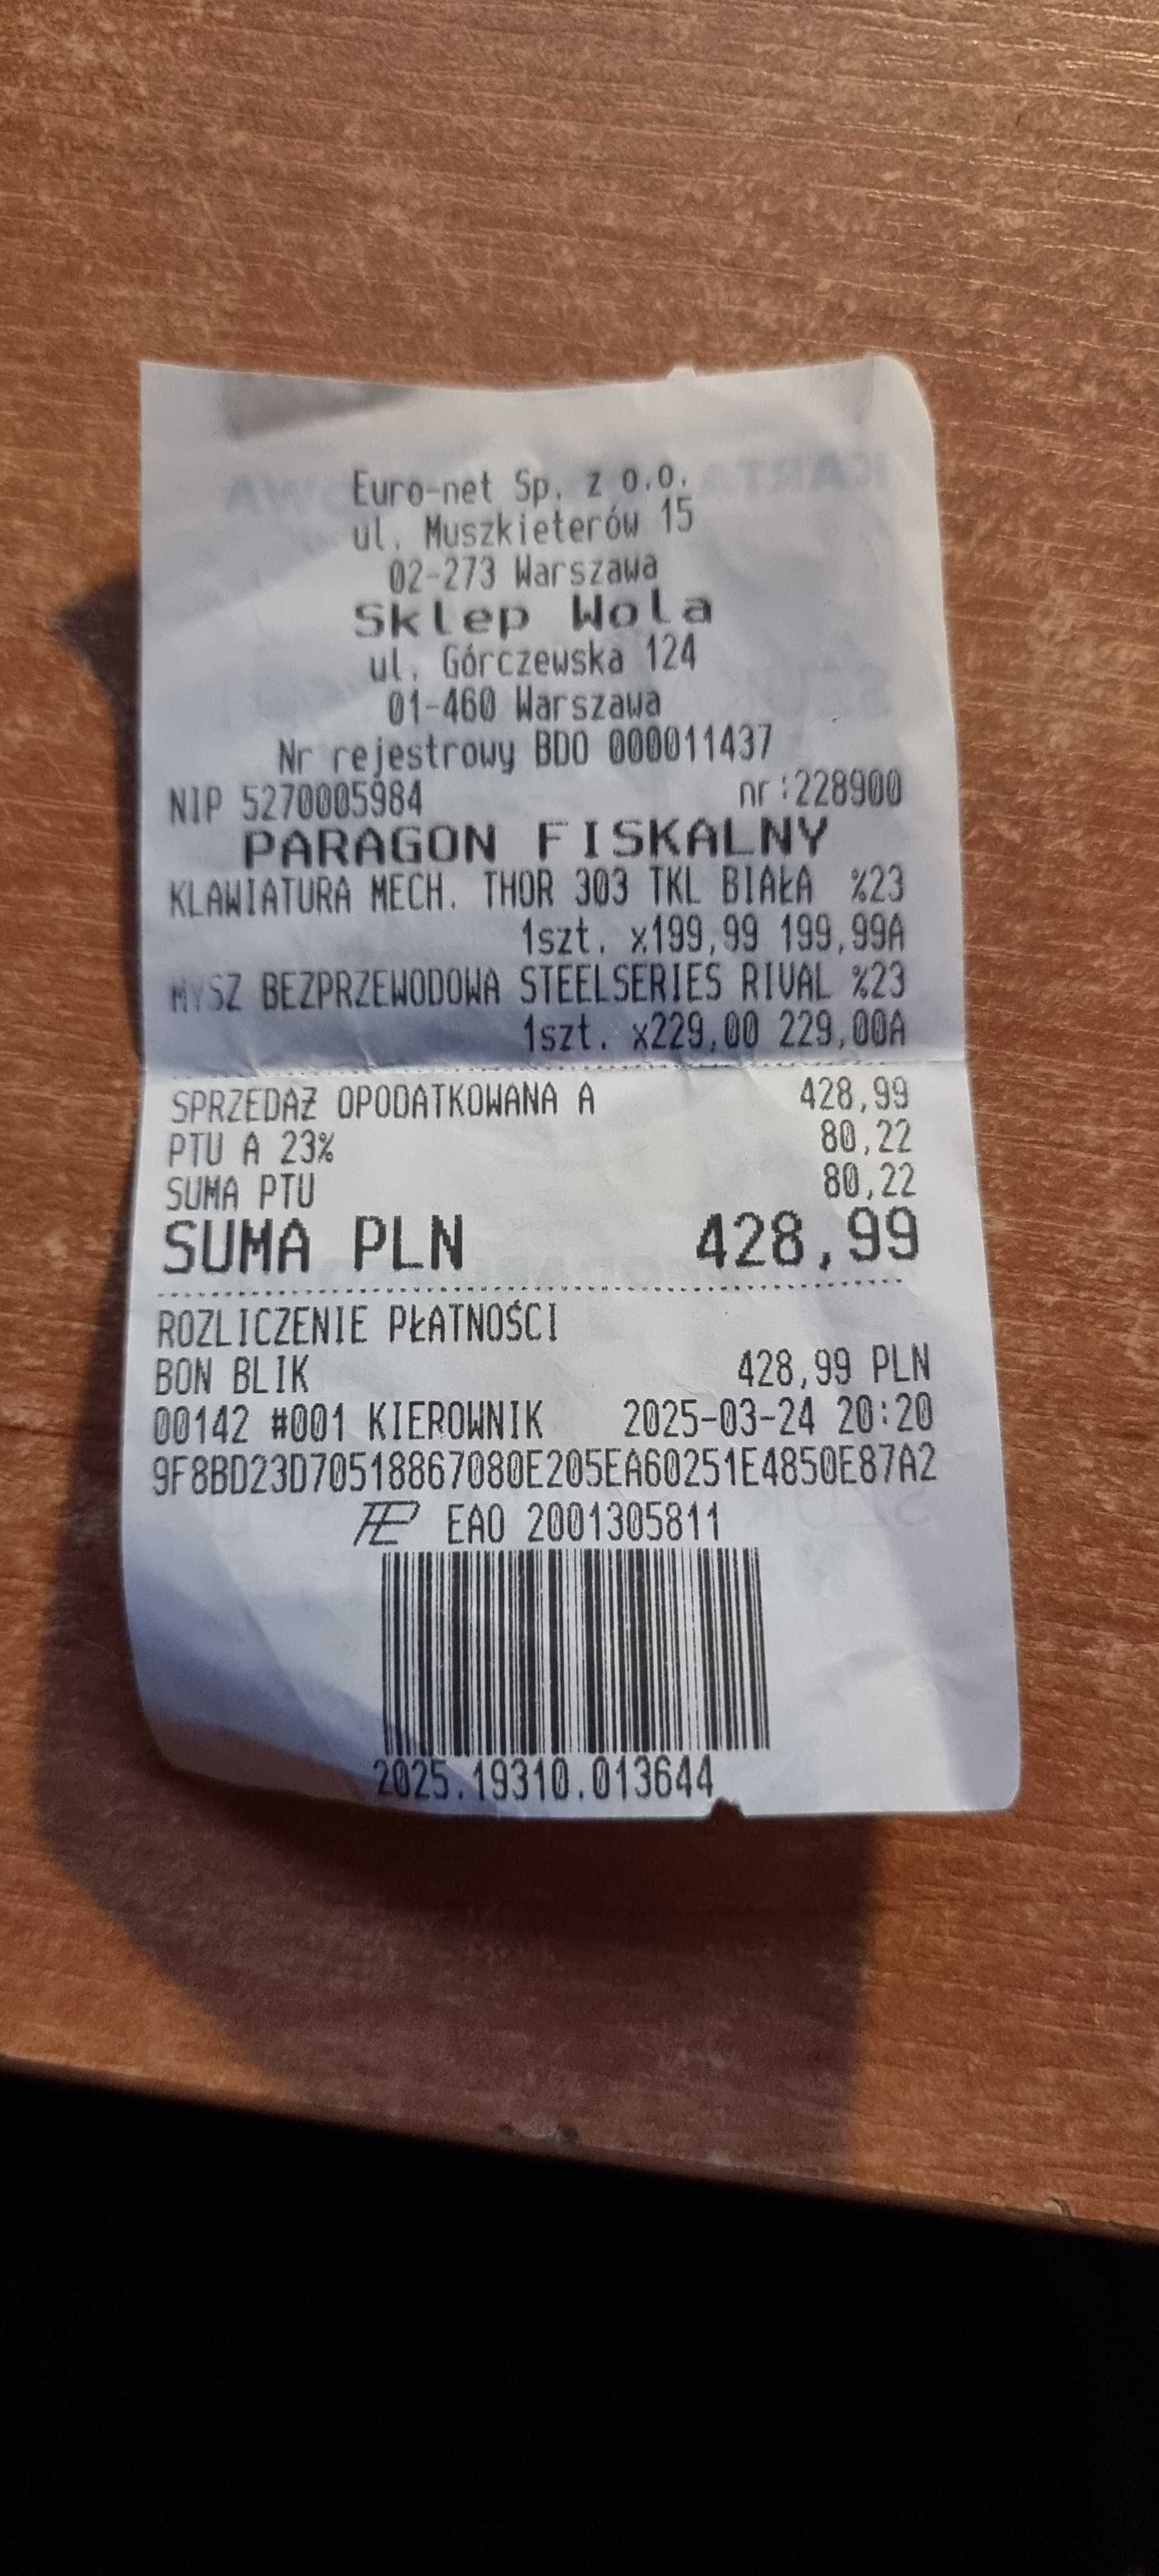 Euro-net Sp. z o.o.
ul. Muszkieterów 15
02-273 Warszawa
Sklep Wola
ul. Górczewska 124
01-460 Warszawa
Nr rejestrowy BDO 000011437
NIP 5270005984 nr:228900
PARAGON FISKALNY
KLAWIATURA MECH. THOR 303 TKL BIAŁA %23
1szt. x199,99 199,99A
MYSZ BEZPRZEWODOWA STEELSERIES RIVAL %23
1szt. x229,00 229,00A
SPRZEDAŻ OPODATKOWANA A 428,99
PTU A 23% 80,22
SUMA PTU 80,22
SUMA PLN 428,99
ROZLICZENIE PŁATNOŚCI
BON BLIK 428,99 PLN
00142 #001 KIEROWNIK 2025-03-24 20:20
9F8BD23D70518867080E205EA60251E4850E87A2
EAO 2001305811
2025.19310.013644